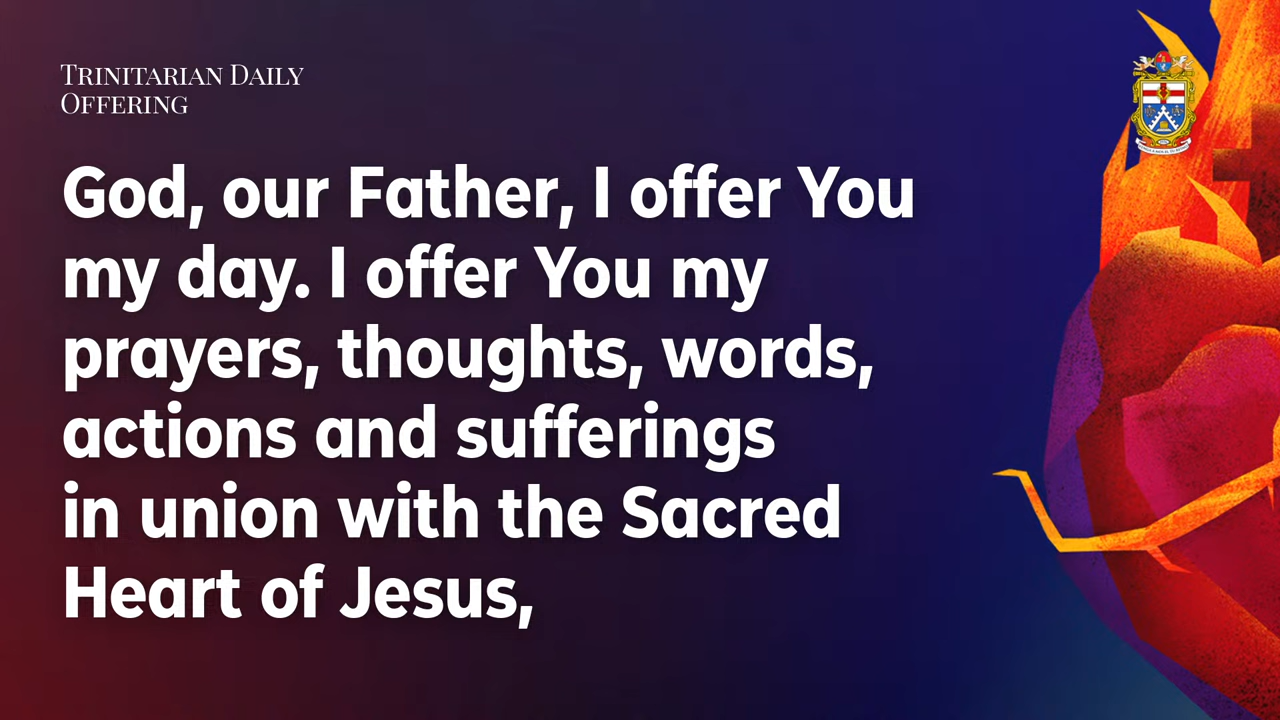 Trinitarian Daily
Offering
God, our Father, I offer You
my day. I offer You my
prayers, thoughts, words,
actions and sufferings
in union with the Sacred
Heart of Jesus,